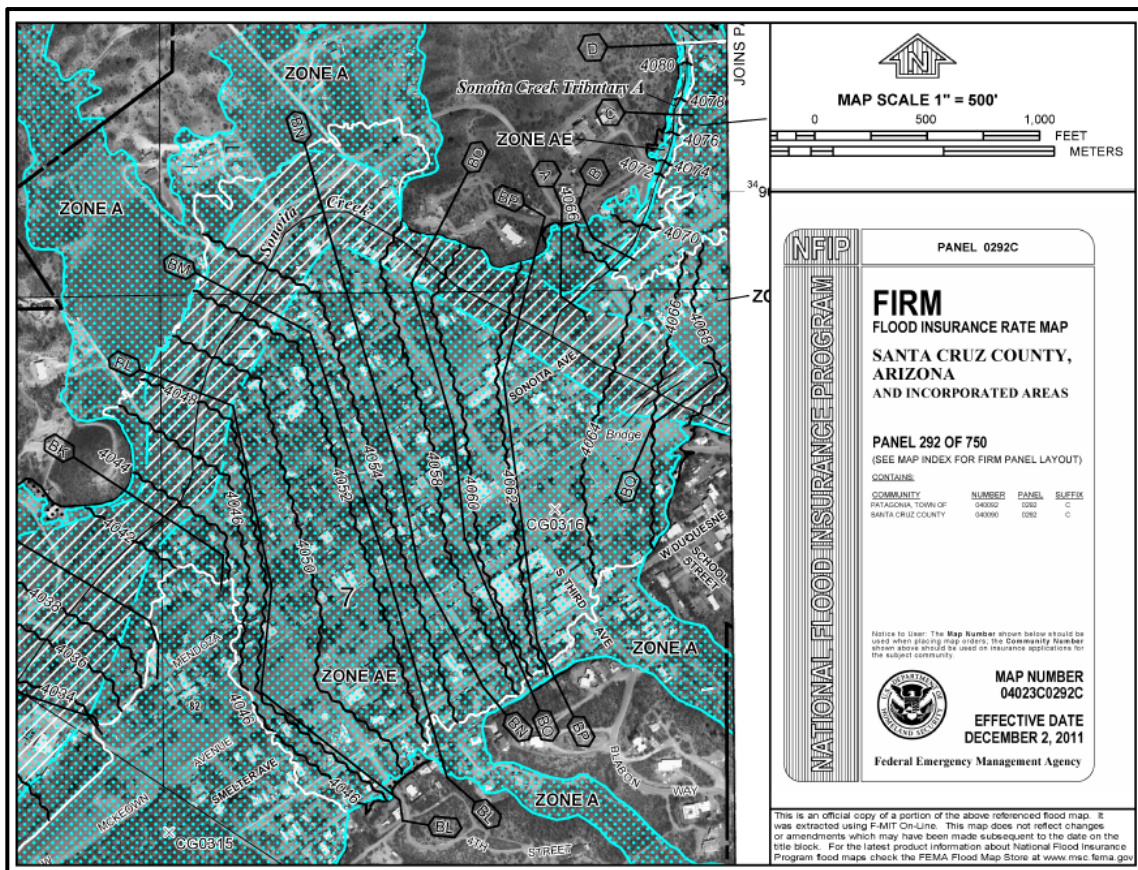 ZONE A
D
4080
JOINS PA
Sonoita Creek Tributary A
4078
BN
C
4076
ZONE AE
BO
4072
4074
A
B
BP
4066
ZONE A
Sonoita Creek
4070
BM
4066
4068
ZO
SONOITA AVE
BL
4048
Bridge
4064
BK
4044
4052
4054
4058
4060
4062
BQ
4046
4042
CG0316
W DUQUESNE
SCHOOL STREET
4050
7
S THIRD AVE
4038
4036
MENDOZA
ZONE A
4034
ZONE AE
82
4046
AVENUE
SMELTER AVE
BN
BO
BP
BLABON WAY
4046
MCKEOWN
ZONE A
BL
CG0315
4TH STREET
N
MAP SCALE 1" = 500'
0 500 1,000
FEET
METERS
34 9
NFIP
PANEL 0292C
NATIONAL FLOOD INSURANCE PROGRAM
FIRM
FLOOD INSURANCE RATE MAP
SANTA CRUZ COUNTY,
ARIZONA
AND INCORPORATED AREAS
PANEL 292 OF 750
(SEE MAP INDEX FOR FIRM PANEL LAYOUT)
CONTAINS:
COMMUNITY NUMBER PANEL SUFFIX
PATAGONIA, TOWN OF 040092 0292 C
SANTA CRUZ COUNTY 040090 0292 C
Notice to User: The Map Number shown below should be
used when placing map orders; the Community Number
shown above should be used on insurance applications for
the subject community.
U.S. DEPARTMENT OF HOMELAND SECURITY
MAP NUMBER
04023C0292C
EFFECTIVE DATE
DECEMBER 2, 2011
Federal Emergency Management Agency
This is an official copy of a portion of the above referenced flood map. It
was extracted using F-MIT On-Line. This map does not reflect changes
or amendments which may have been made subsequent to the date on the
title block. For the latest product information about National Flood Insurance
Program flood maps check the FEMA Flood Map Store at www.msc.fema.gov